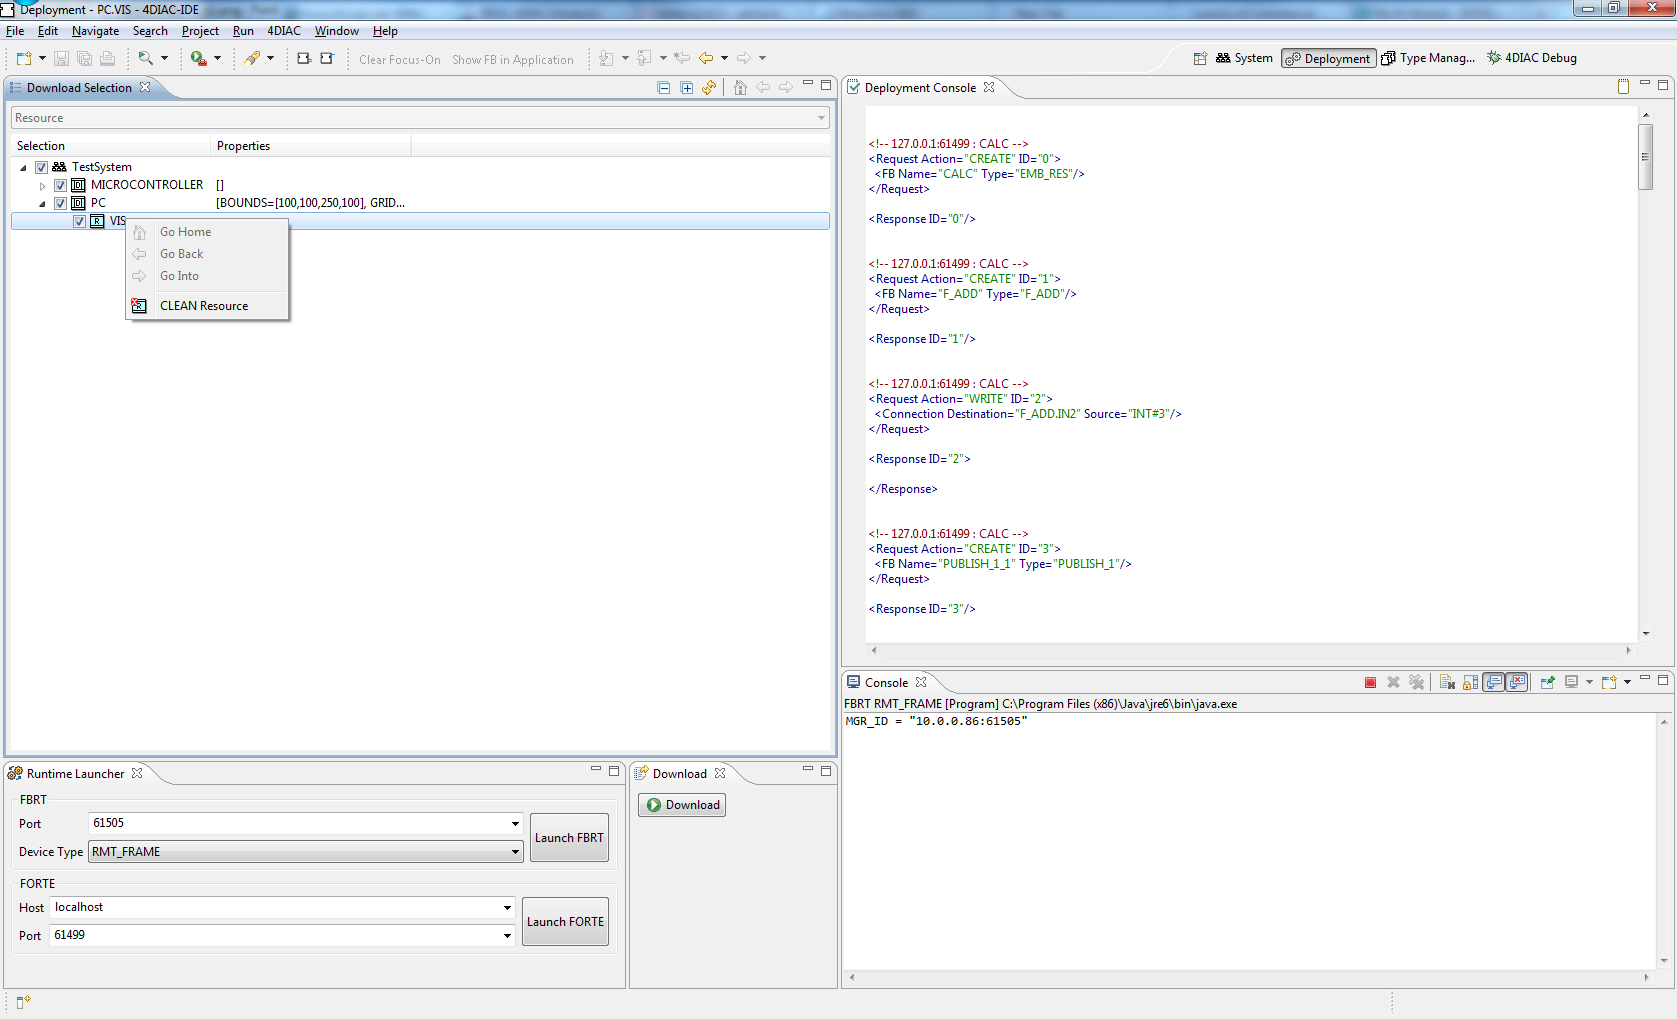 Deployment - PC.VIS - 4DIAC-IDE
File Edit Navigate Search Project Run 4DIAC Window Help
Clear Focus-On Show FB in Application
System Deployment Type Manag... 4DIAC Debug
Download Selection
Resource
Selection Properties
TestSystem
MICROCONTROLLER []
PC [BOUNDS=[100,100,250,100], GRID...
VIS
Go Home
Go Back
Go Into
CLEAN Resource
Deployment Console
<!-- 127.0.0.1:61499 : CALC -->
<Request Action="CREATE" ID="0">
<FB Name="CALC" Type="EMB_RES"/>
</Request>
<Response ID="0"/>
<!-- 127.0.0.1:61499 : CALC -->
<Request Action="CREATE" ID="1">
<FB Name="F_ADD" Type="F_ADD"/>
</Request>
<Response ID="1"/>
<!-- 127.0.0.1:61499 : CALC -->
<Request Action="WRITE" ID="2">
<Connection Destination="F_ADD.IN2" Source="INT#3"/>
</Request>
<Response ID="2">
</Response>
<!-- 127.0.0.1:61499 : CALC -->
<Request Action="CREATE" ID="3">
<FB Name="PUBLISH_1_1" Type="PUBLISH_1"/>
</Request>
<Response ID="3"/>
Console
FBRT RMT_FRAME [Program] C:\Program Files (x86)\Java\jre6\bin\java.exe
MGR_ID = "10.0.0.86:61505"
Runtime Launcher
FBRT
Port 61505
Device Type RMT_FRAME
Launch FBRT
FORTE
Host localhost
Port 61499
Launch FORTE
Download
Download